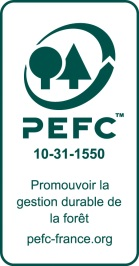 PEFC™
10-31-1550
Promouvoir la
gestion durable de
la forêt
pefc-france.org